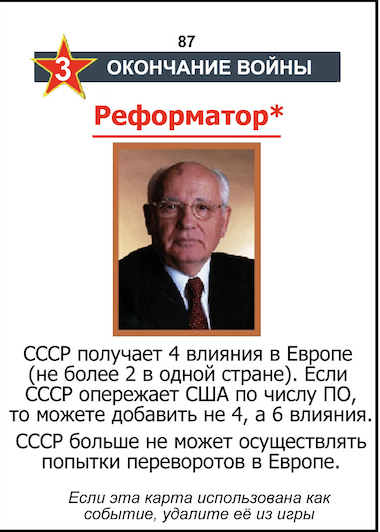 87
3 ОКОНЧАНИЕ ВОЙНЫ
Реформатор*
СССР получает 4 влияния в Европе
(не более 2 в одной стране). Если
СССР опережает США по числу ПО,
то можете добавить не 4, а 6 влияния.
СССР больше не может осуществлять
попытки переворотов в Европе.
Если эта карта использована как
событие, удалите её из игры